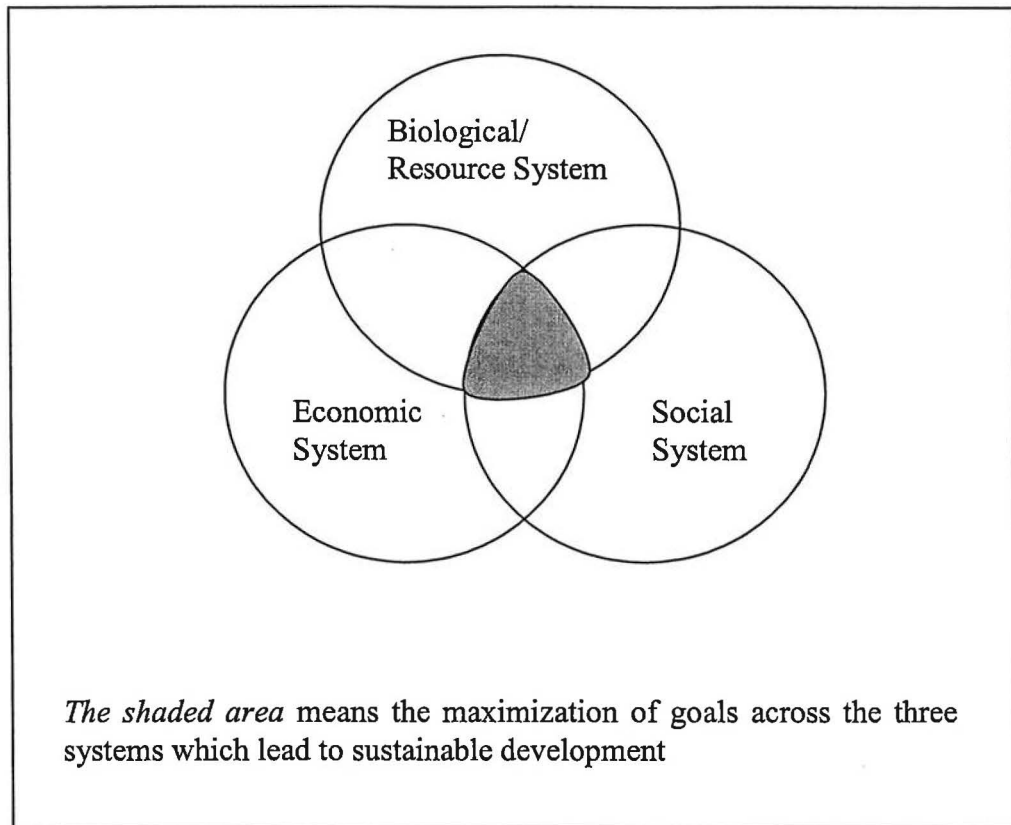 Biological/
Resource System
Economic
System
Social
System
The shaded area means the maximization of goals across the three
systems which lead to sustainable development